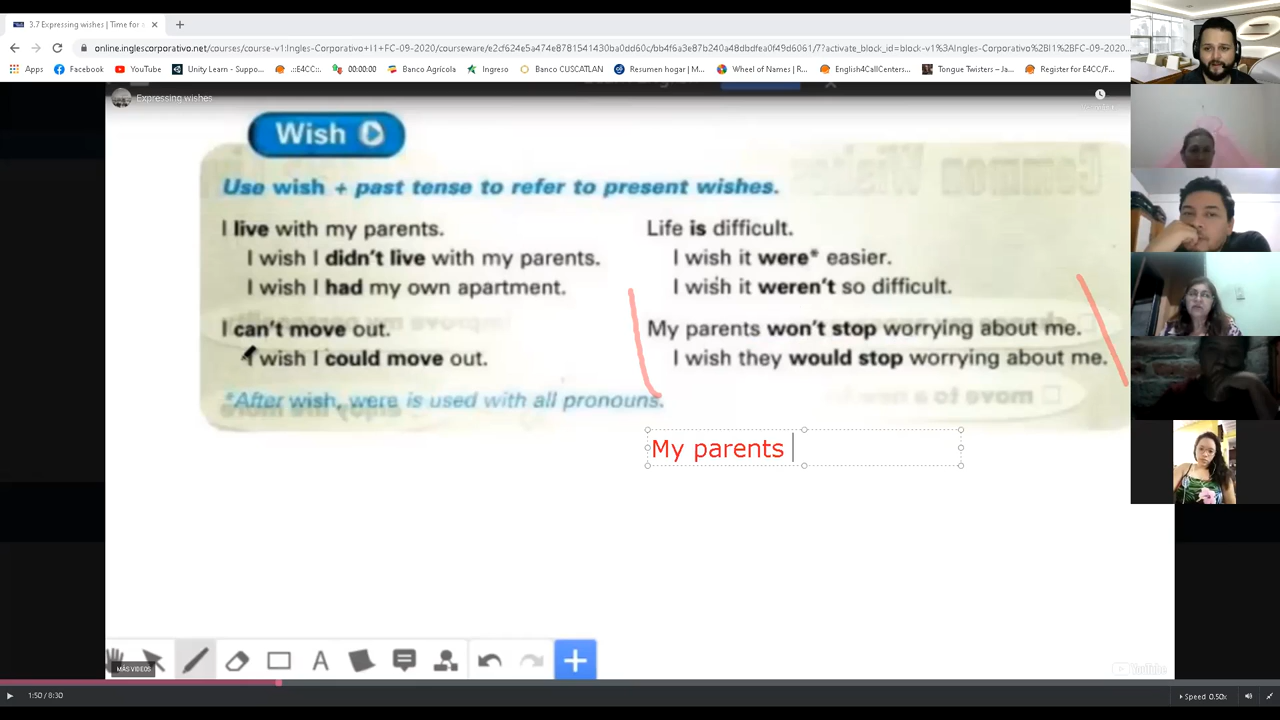 3.7 Expressing wishes | Time for s
online.inglescorporativo.net/courses/course-v1:Ingles-Corporativo+I1+FC-09-2020/courseware/e2cf624e5a474e8781541430ba0dd60c/bb4f6a3e87b240a48dbdfea0f49d6061/7?activate_block_id=block-v1%3AIngles-Corporativo%2BI1%2BFC-09-2020...
Apps Facebook YouTube Unity Learn - Suppo... .::E4CC::. 00:00:00 Banco Agrícola Ingreso Banco CUSCATLAN Resumen hogar | M... Wheel of Names | R... English4CallCenters... Tongue Twisters – Ja... Register for E4CC/F...
Expressing wishes
Wish
Use wish + past tense to refer to present wishes.
I live with my parents.
I wish I didn't live with my parents.
I wish I had my own apartment.
I can't move out.
I wish I could move out.
*After wish, were is used with all pronouns.
Life is difficult.
I wish it were* easier.
I wish it weren't so difficult.
My parents won't stop worrying about me.
I wish they would stop worrying about me.
My parents
MÁS VIDEOS
YouTube
1:50 / 8:30
Speed 0.50x